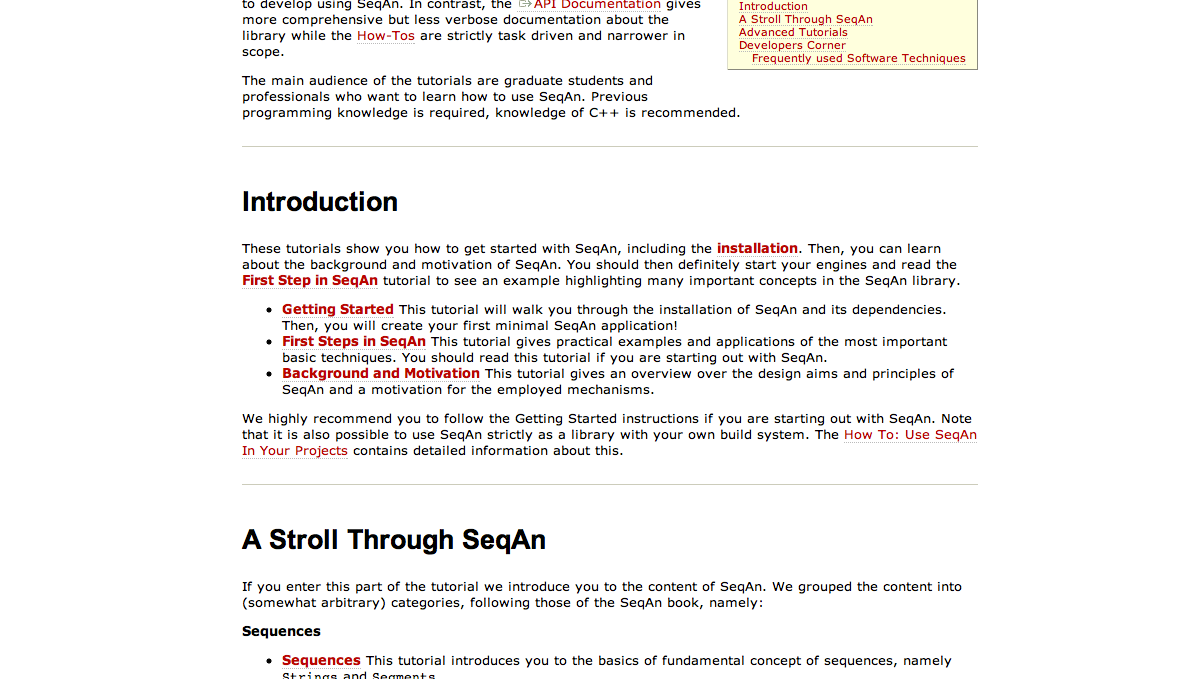 to develop using SeqAn. In contrast, the API Documentation gives
more comprehensive but less verbose documentation about the
library while the How-Tos are strictly task driven and narrower in
scope.
Introduction
A Stroll Through SeqAn
Advanced Tutorials
Developers Corner
Frequently used Software Techniques
The main audience of the tutorials are graduate students and
professionals who want to learn how to use SeqAn. Previous
programming knowledge is required, knowledge of C++ is recommended.
Introduction
These tutorials show you how to get started with SeqAn, including the installation. Then, you can learn
about the background and motivation of SeqAn. You should then definitely start your engines and read the
First Step in SeqAn tutorial to see an example highlighting many important concepts in the SeqAn library.
• Getting Started This tutorial will walk you through the installation of SeqAn and its dependencies.
Then, you will create your first minimal SeqAn application!
• First Steps in SeqAn This tutorial gives practical examples and applications of the most important
basic techniques. You should read this tutorial if you are starting out with SeqAn.
• Background and Motivation This tutorial gives an overview over the design aims and principles of
SeqAn and a motivation for the employed mechanisms.
We highly recommend you to follow the Getting Started instructions if you are starting out with SeqAn. Note
that it is also possible to use SeqAn strictly as a library with your own build system. The How To: Use SeqAn
In Your Projects contains detailed information about this.
A Stroll Through SeqAn
If you enter this part of the tutorial we introduce you to the content of SeqAn. We grouped the content into
(somewhat arbitrary) categories, following those of the SeqAn book, namely:
Sequences
• Sequences This tutorial introduces you to the basics of fundamental concept of sequences, namely
Strings and Segments.